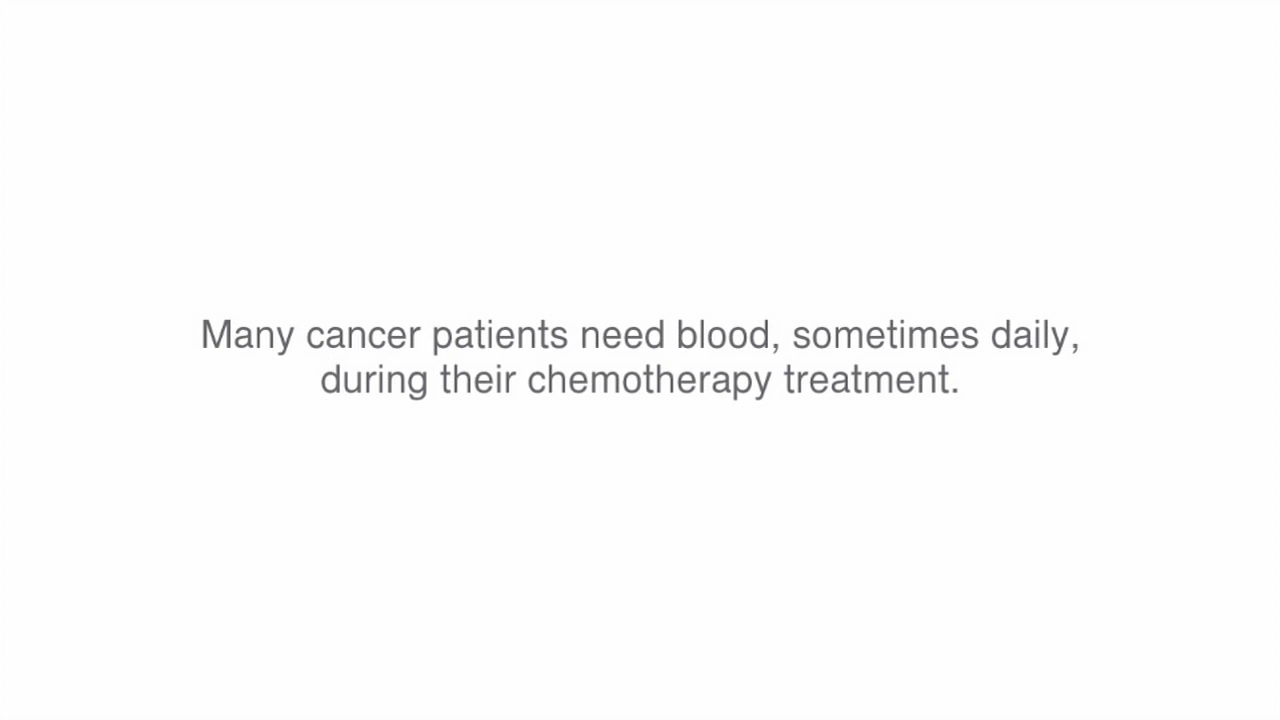 Many cancer patients need blood, sometimes daily,
during their chemotherapy treatment.